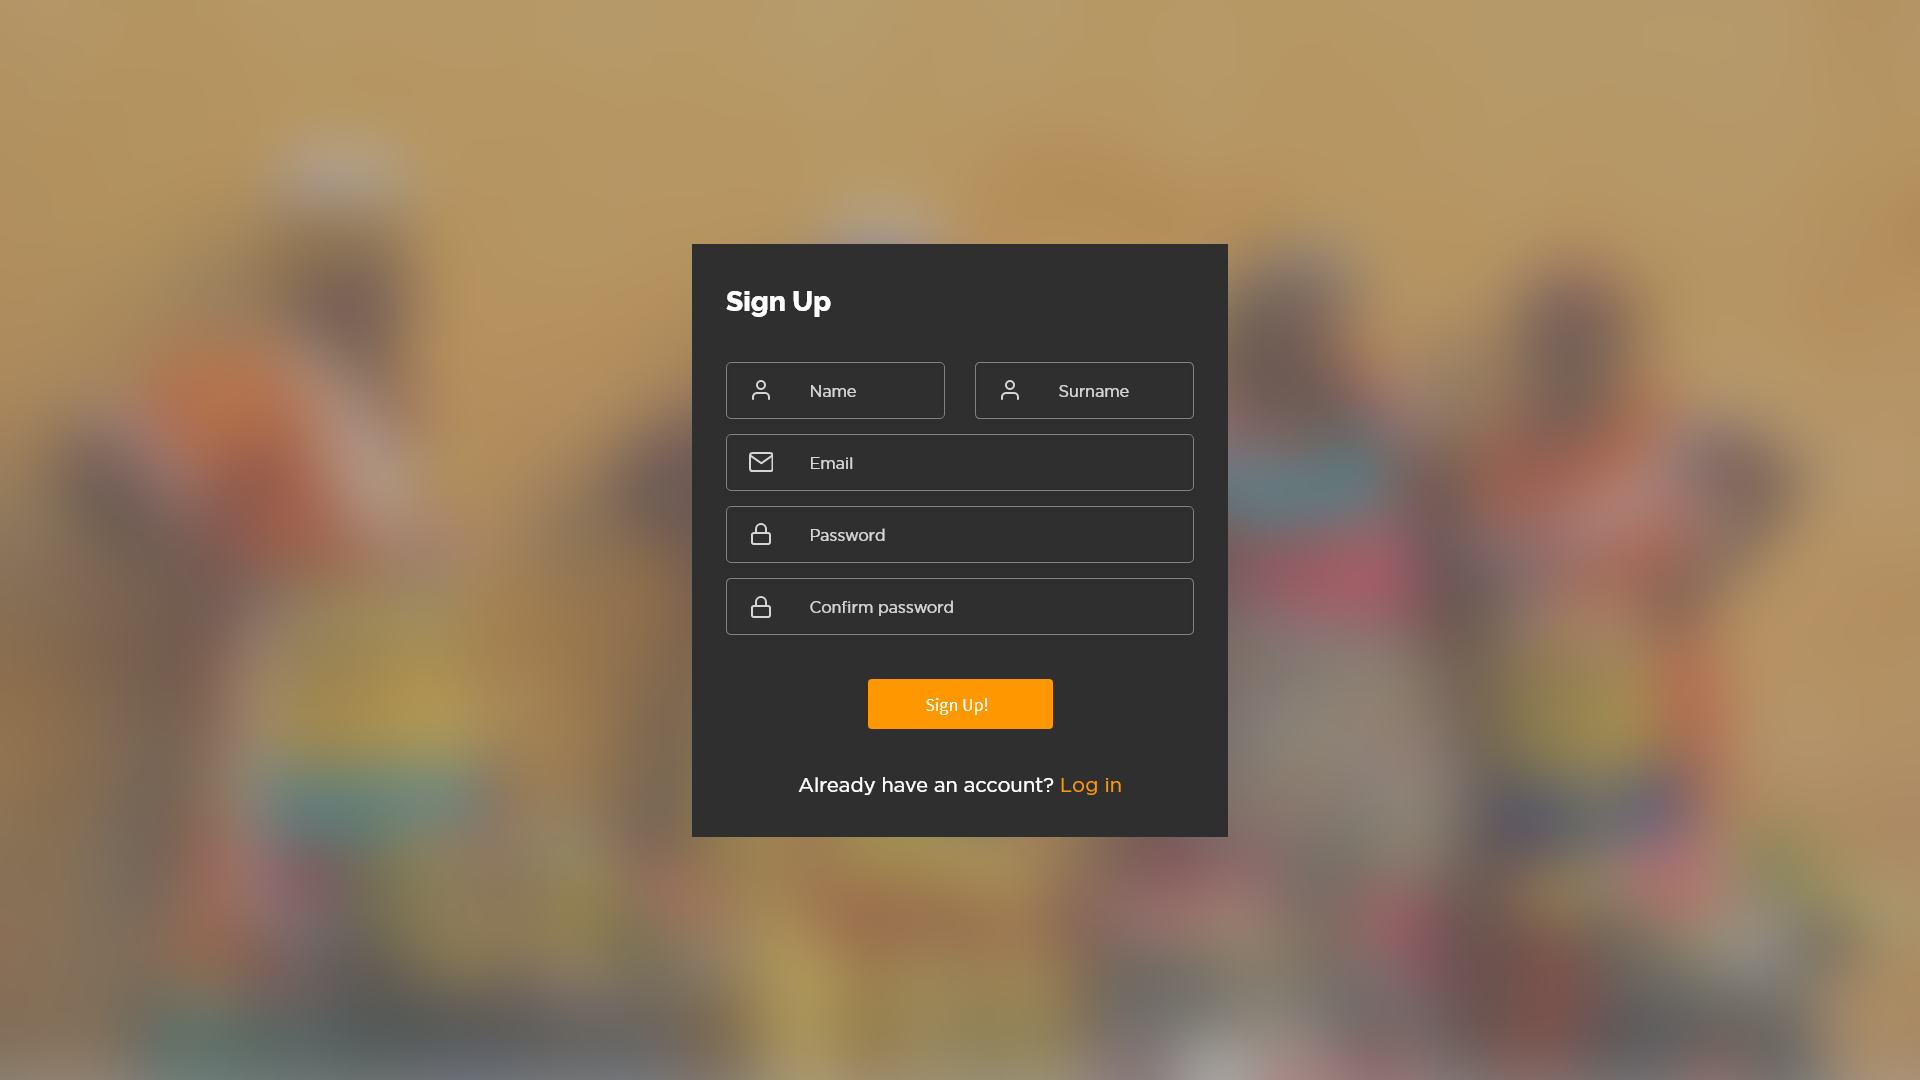 Sign Up
Name
Surname
Email
Password
Confirm password
Sign Up!
Already have an account? Log in